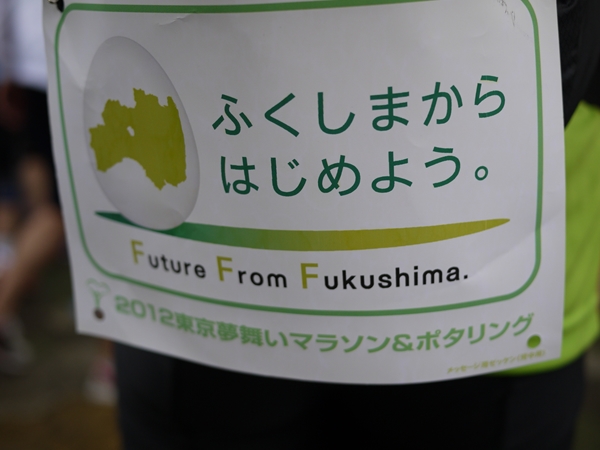 ふくしまから
はじめよう。
Future From Fukushima.
2012東京夢舞いマラソン&ポタリング